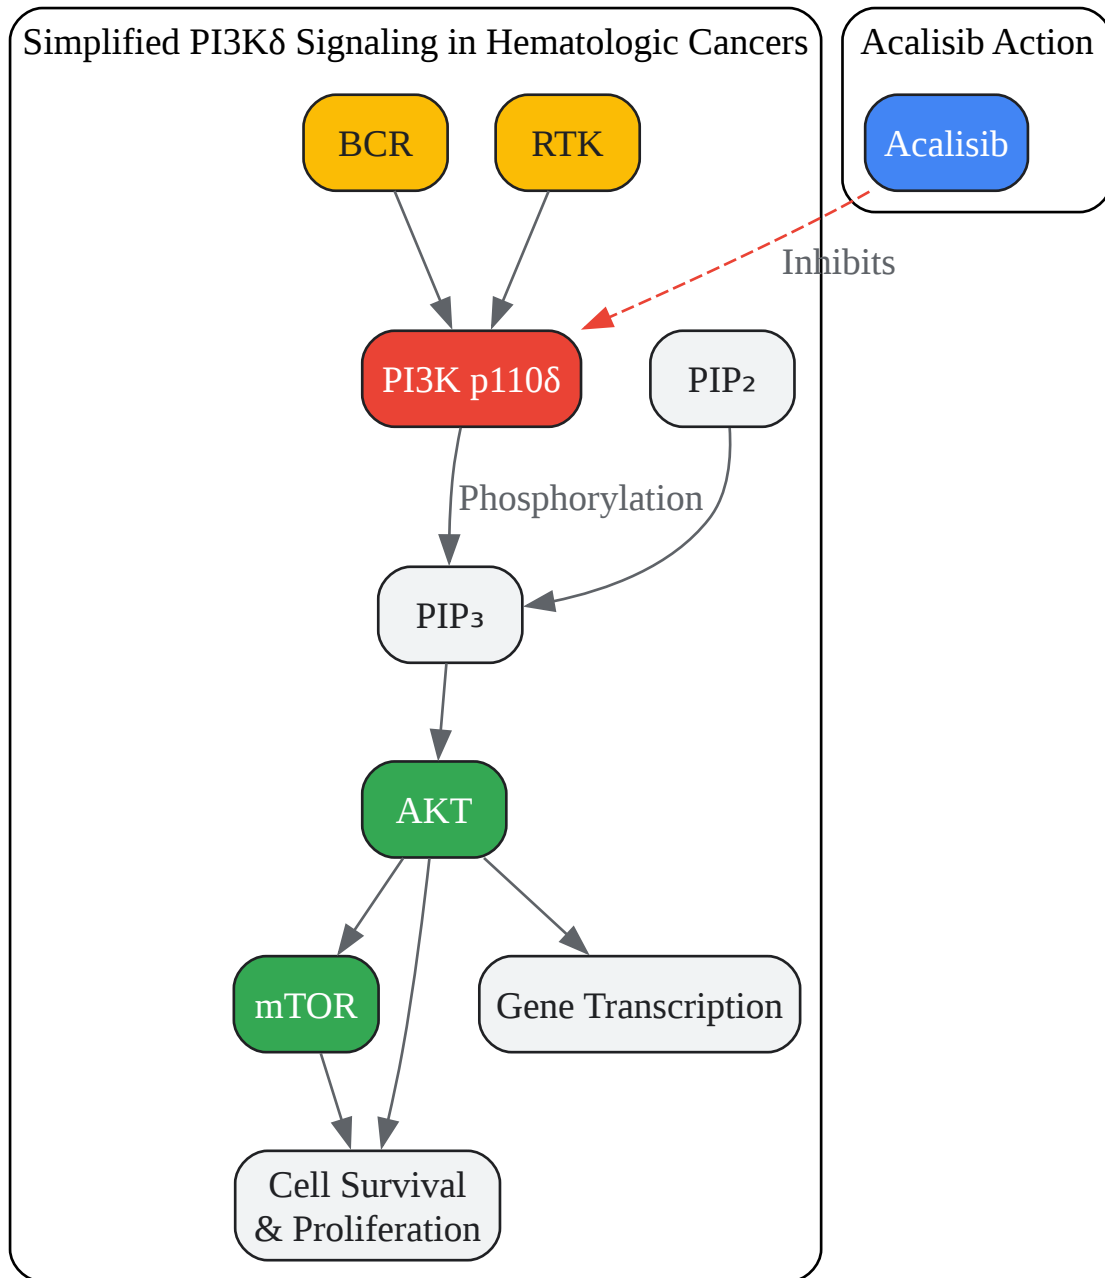 Simplified PI3Kδ Signaling in Hematologic Cancers
Acalisib Action
BCR
RTK
Acalisib
Inhibits
PI3K p110δ
PIP₂
Phosphorylation
PIP₃
AKT
mTOR
Gene Transcription
Cell Survival
& Proliferation